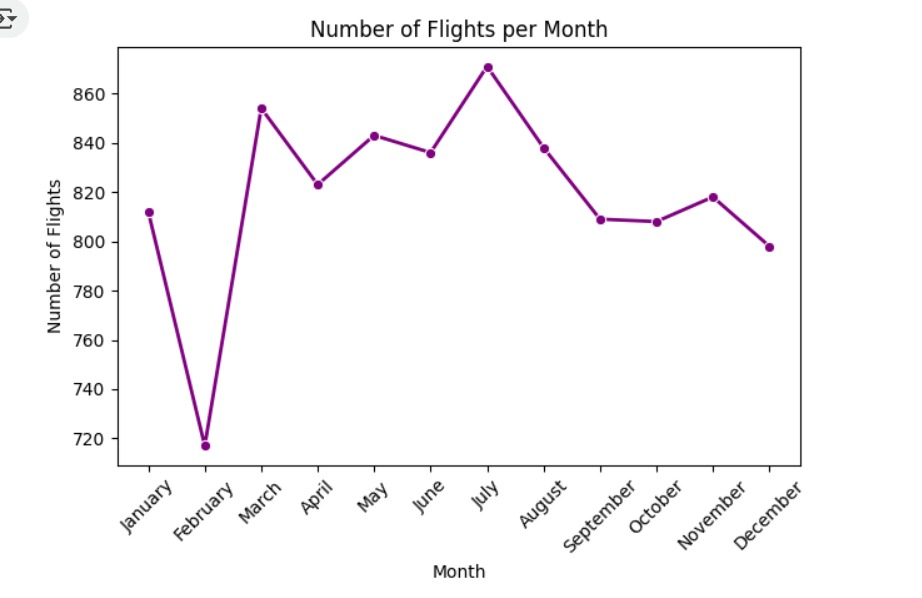 Number of Flights per Month
Number of Flights
860
840
820
800
780
760
740
720
January
February
March
April
May
June
July
August
September
October
November
December
Month